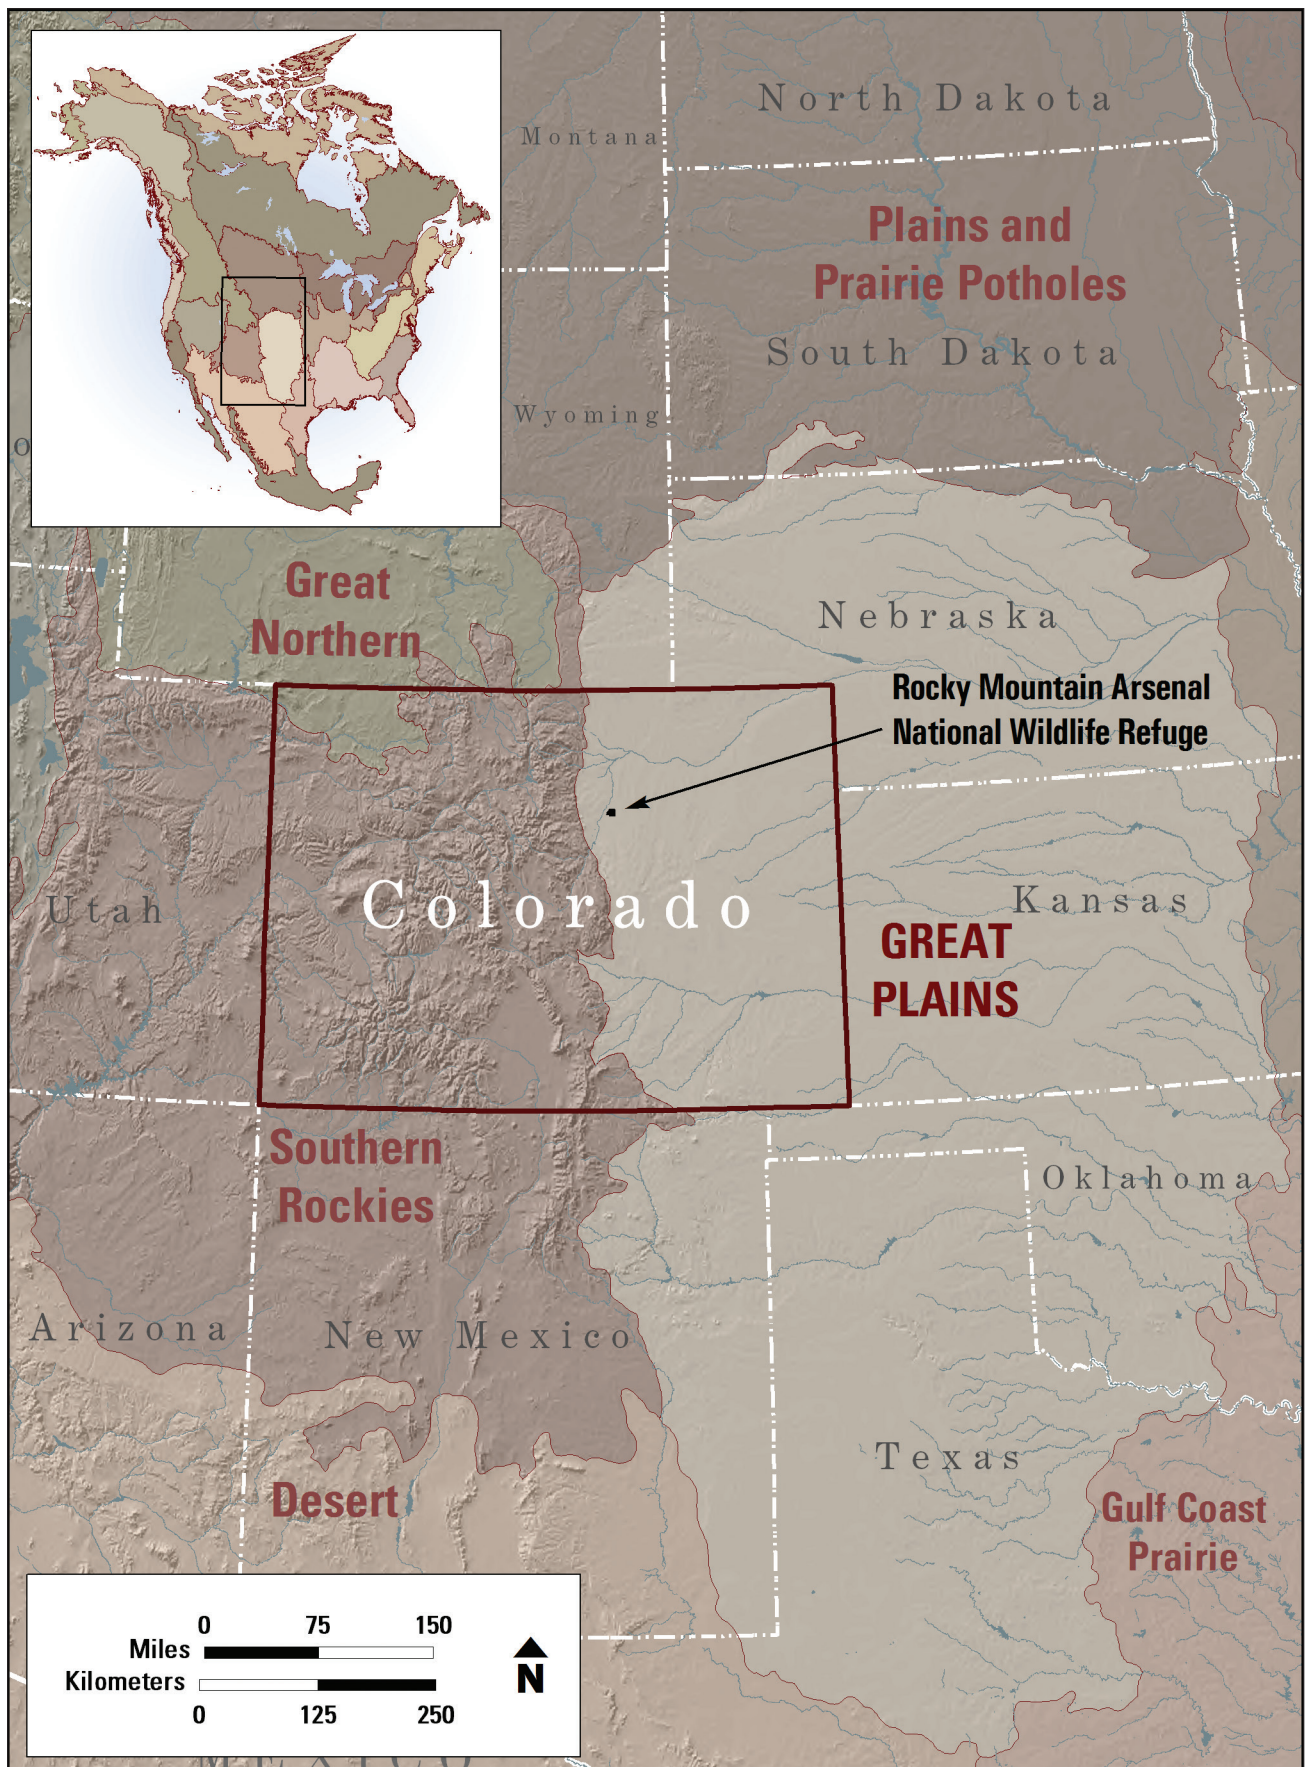 North Dakota
Montana
Plains and
Prairie Potholes
South Dakota
Wyoming
Great
Northern
Nebraska
Rocky Mountain Arsenal
National Wildlife Refuge
Utah
Colorado
Kansas
GREAT
PLAINS
Southern
Rockies
Oklahoma
Arizona
New Mexico
Texas
Desert
Gulf Coast
Prairie
0 75 150
Miles
Kilometers
0 125 250
N
MEXICO